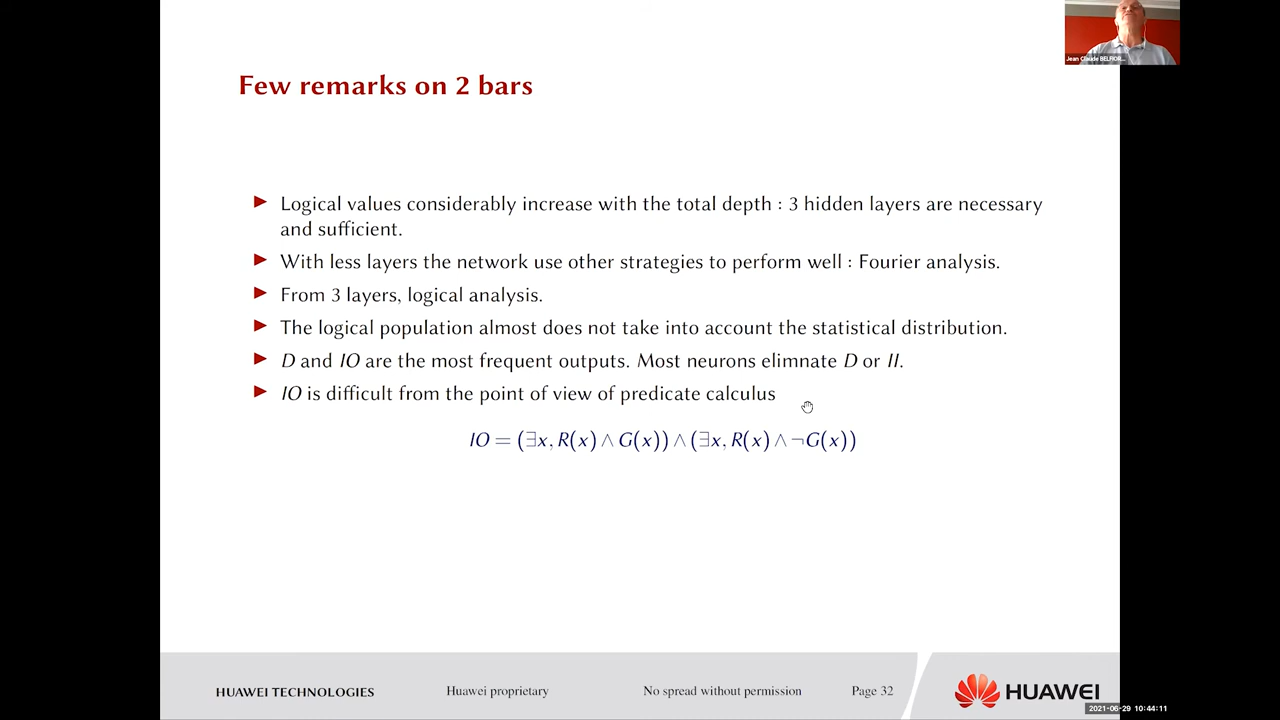 Jean Claude BELFIOR...
Few remarks on 2 bars
Logical values considerably increase with the total depth : 3 hidden layers are necessary
and sufficient.
With less layers the network use other strategies to perform well : Fourier analysis.
From 3 layers, logical analysis.
The logical population almost does not take into account the statistical distribution.
D and IO are the most frequent outputs. Most neurons elimnate D or II.
IO is difficult from the point of view of predicate calculus
IO = (∃x, R(x) ∧ G(x)) ∧ (∃x, R(x) ∧ ¬G(x))
HUAWEI TECHNOLOGIES Huawei proprietary No spread without permission Page 32 HUAWEI
2021-06-29 10:44:11